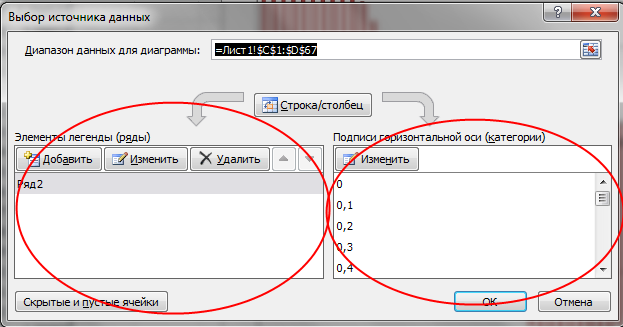 Выбор источника данных
Диапазон данных для диаграммы: =Лист1!$C$1:$D$67
Строка/столбец
Элементы легенды (ряды)
Добавить Изменить Удалить
Ряд2
Подписи горизонтальной оси (категории)
Изменить
0
0,1
0,2
0,3
0,4
Скрытые и пустые ячейки
ОК Отмена